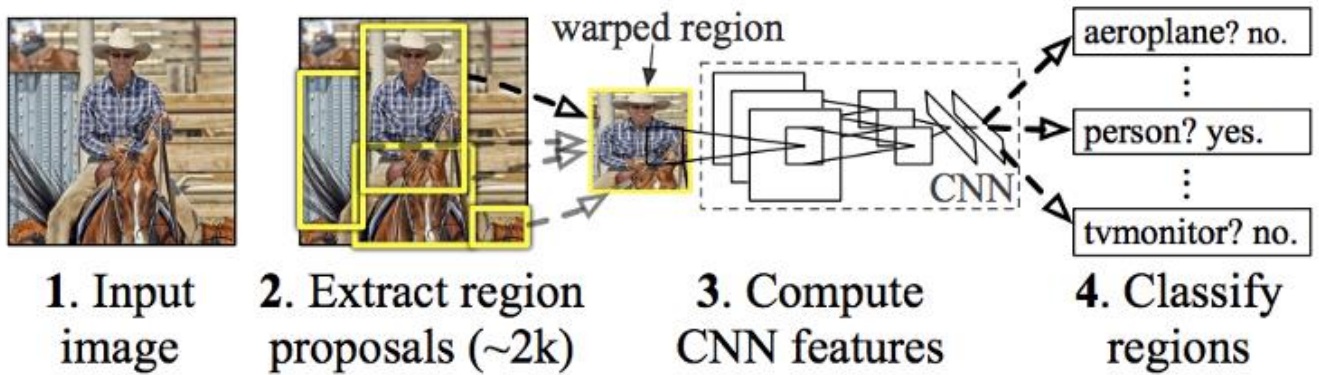 warped region
aeroplane? no.
person? yes.
CNN
tvmonitor? no.
1. Input
image
2. Extract region
proposals (~2k)
3. Compute
CNN features
4. Classify
regions